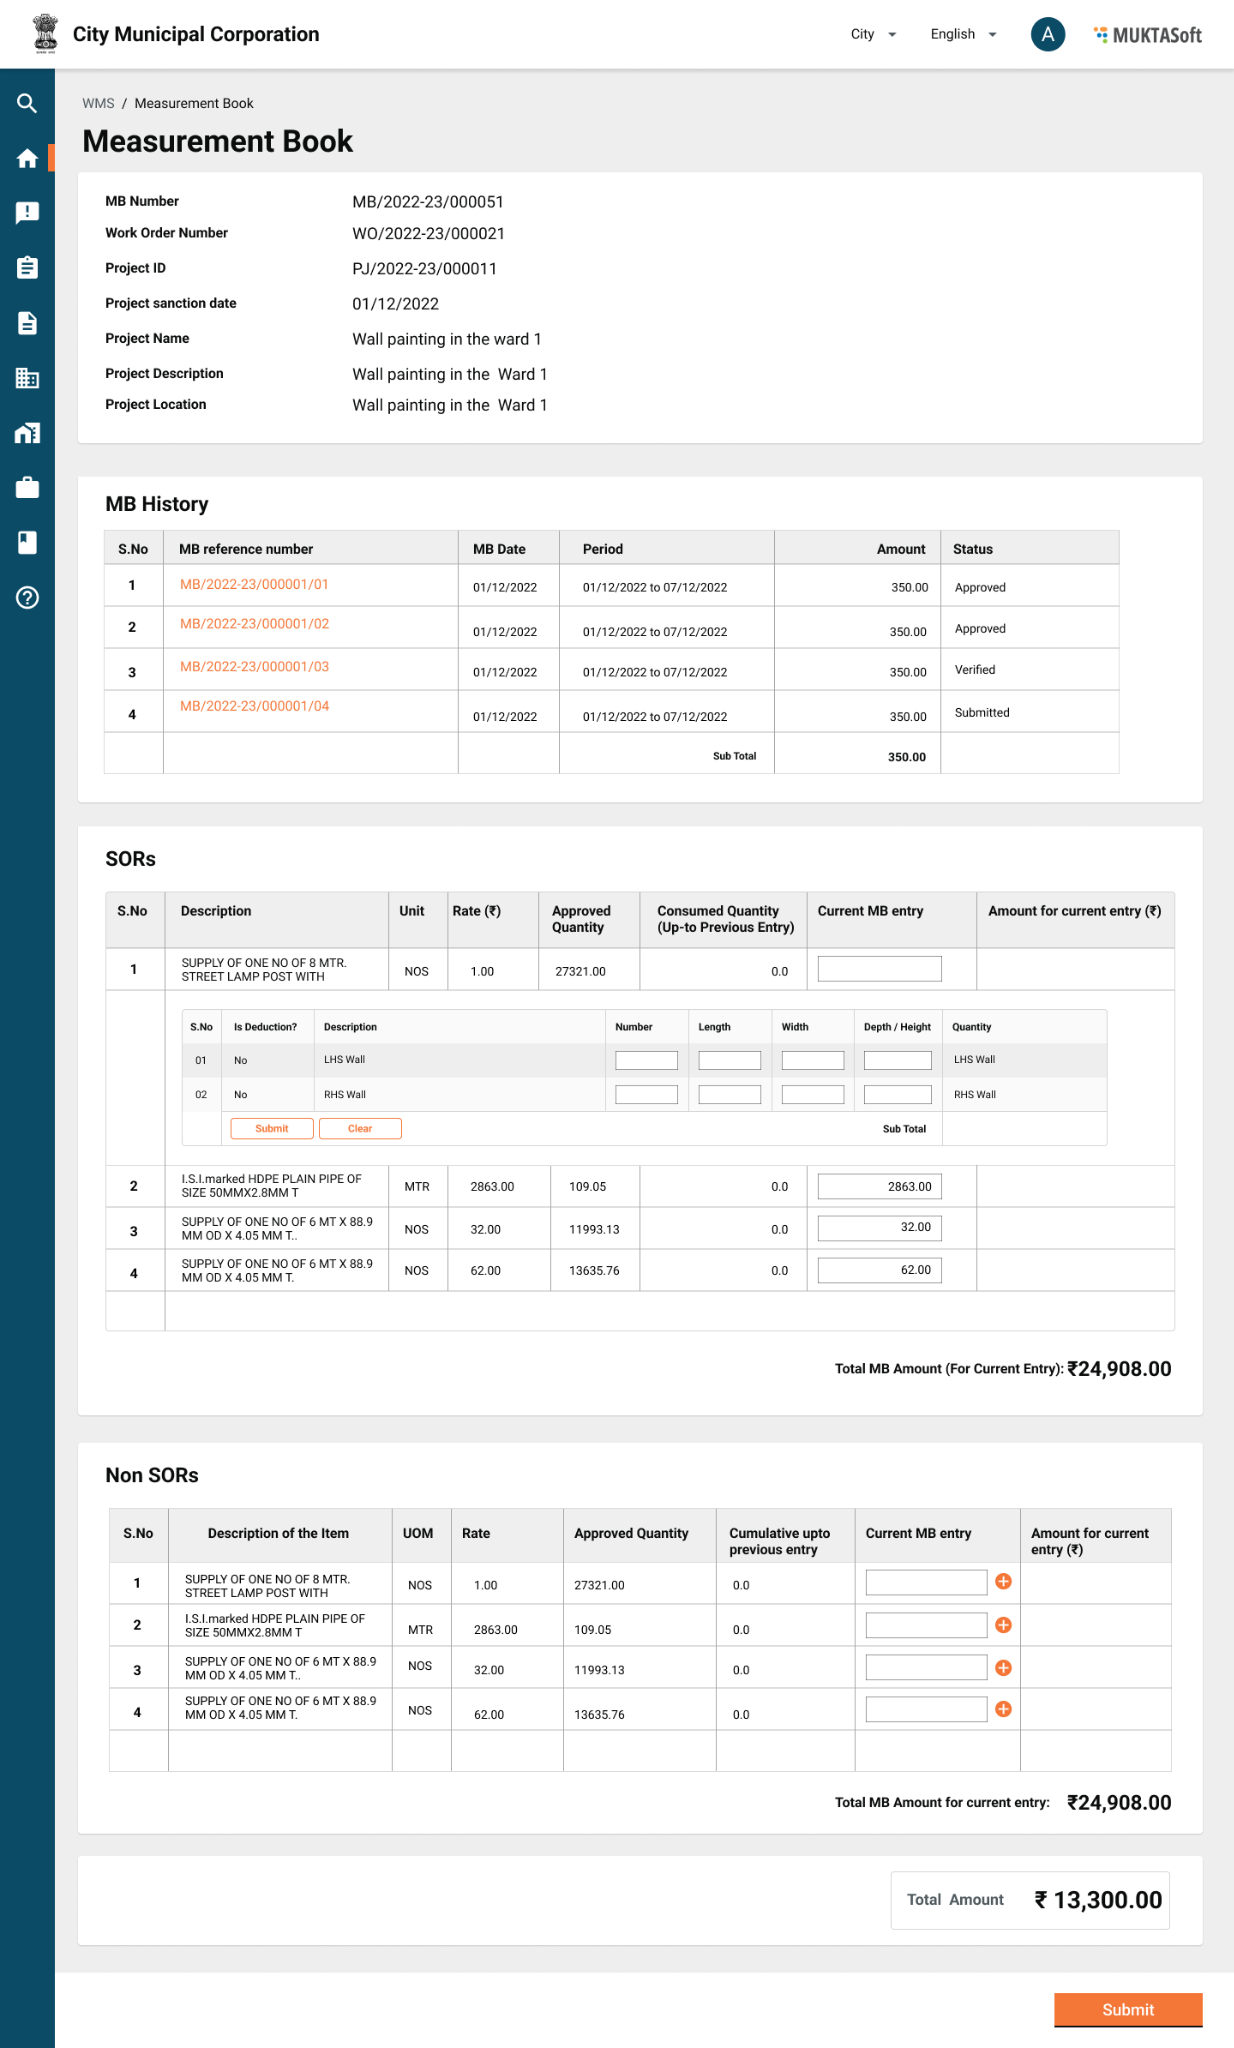 City Municipal Corporation
City English A MUKTASoft
WMS / Measurement Book
Measurement Book
MB Number MB/2022-23/000051
Work Order Number WO/2022-23/000021
Project ID PJ/2022-23/000011
Project sanction date 01/12/2022
Project Name Wall painting in the ward 1
Project Description Wall painting in the Ward 1
Project Location Wall painting in the Ward 1
MB History
S.No MB reference number MB Date Period Amount Status
1 MB/2022-23/000001/01 01/12/2022 01/12/2022 to 07/12/2022 350.00 Approved
2 MB/2022-23/000001/02 01/12/2022 01/12/2022 to 07/12/2022 350.00 Approved
3 MB/2022-23/000001/03 01/12/2022 01/12/2022 to 07/12/2022 350.00 Verified
4 MB/2022-23/000001/04 01/12/2022 01/12/2022 to 07/12/2022 350.00 Submitted
Sub Total 350.00
SORs
S.No Description Unit Rate (₹) Approved Consumed Quantity Current MB entry Amount for current entry (₹)
Quantity (Up-to Previous Entry)
1 SUPPLY OF ONE NO OF 8 MTR. NOS 1.00 27321.00 0.0
STREET LAMP POST WITH
S.No Is Deduction? Description Number Length Width Depth / Height Quantity
01 No LHS Wall LHS Wall
02 No RHS Wall RHS Wall
Submit Clear Sub Total
2 I.S.I.marked HDPE PLAIN PIPE OF MTR 2863.00 109.05 0.0 2863.00
SIZE 50MMX2.8MM T
3 SUPPLY OF ONE NO OF 6 MT X 88.9 NOS 32.00 11993.13 0.0 32.00
MM OD X 4.05 MM T..
4 SUPPLY OF ONE NO OF 6 MT X 88.9 NOS 62.00 13635.76 0.0 62.00
MM OD X 4.05 MM T.
Total MB Amount (For Current Entry): ₹24,908.00
Non SORs
S.No Description of the Item UOM Rate Approved Quantity Cumulative upto Current MB entry Amount for current
previous entry entry (₹)
1 SUPPLY OF ONE NO OF 8 MTR. NOS 1.00 27321.00 0.0
STREET LAMP POST WITH
2 I.S.I.marked HDPE PLAIN PIPE OF MTR 2863.00 109.05 0.0
SIZE 50MMX2.8MM T
3 SUPPLY OF ONE NO OF 6 MT X 88.9 NOS 32.00 11993.13 0.0
MM OD X 4.05 MM T..
4 SUPPLY OF ONE NO OF 6 MT X 88.9 NOS 62.00 13635.76 0.0
MM OD X 4.05 MM T.
Total MB Amount for current entry: ₹24,908.00
Total Amount ₹ 13,300.00
Submit